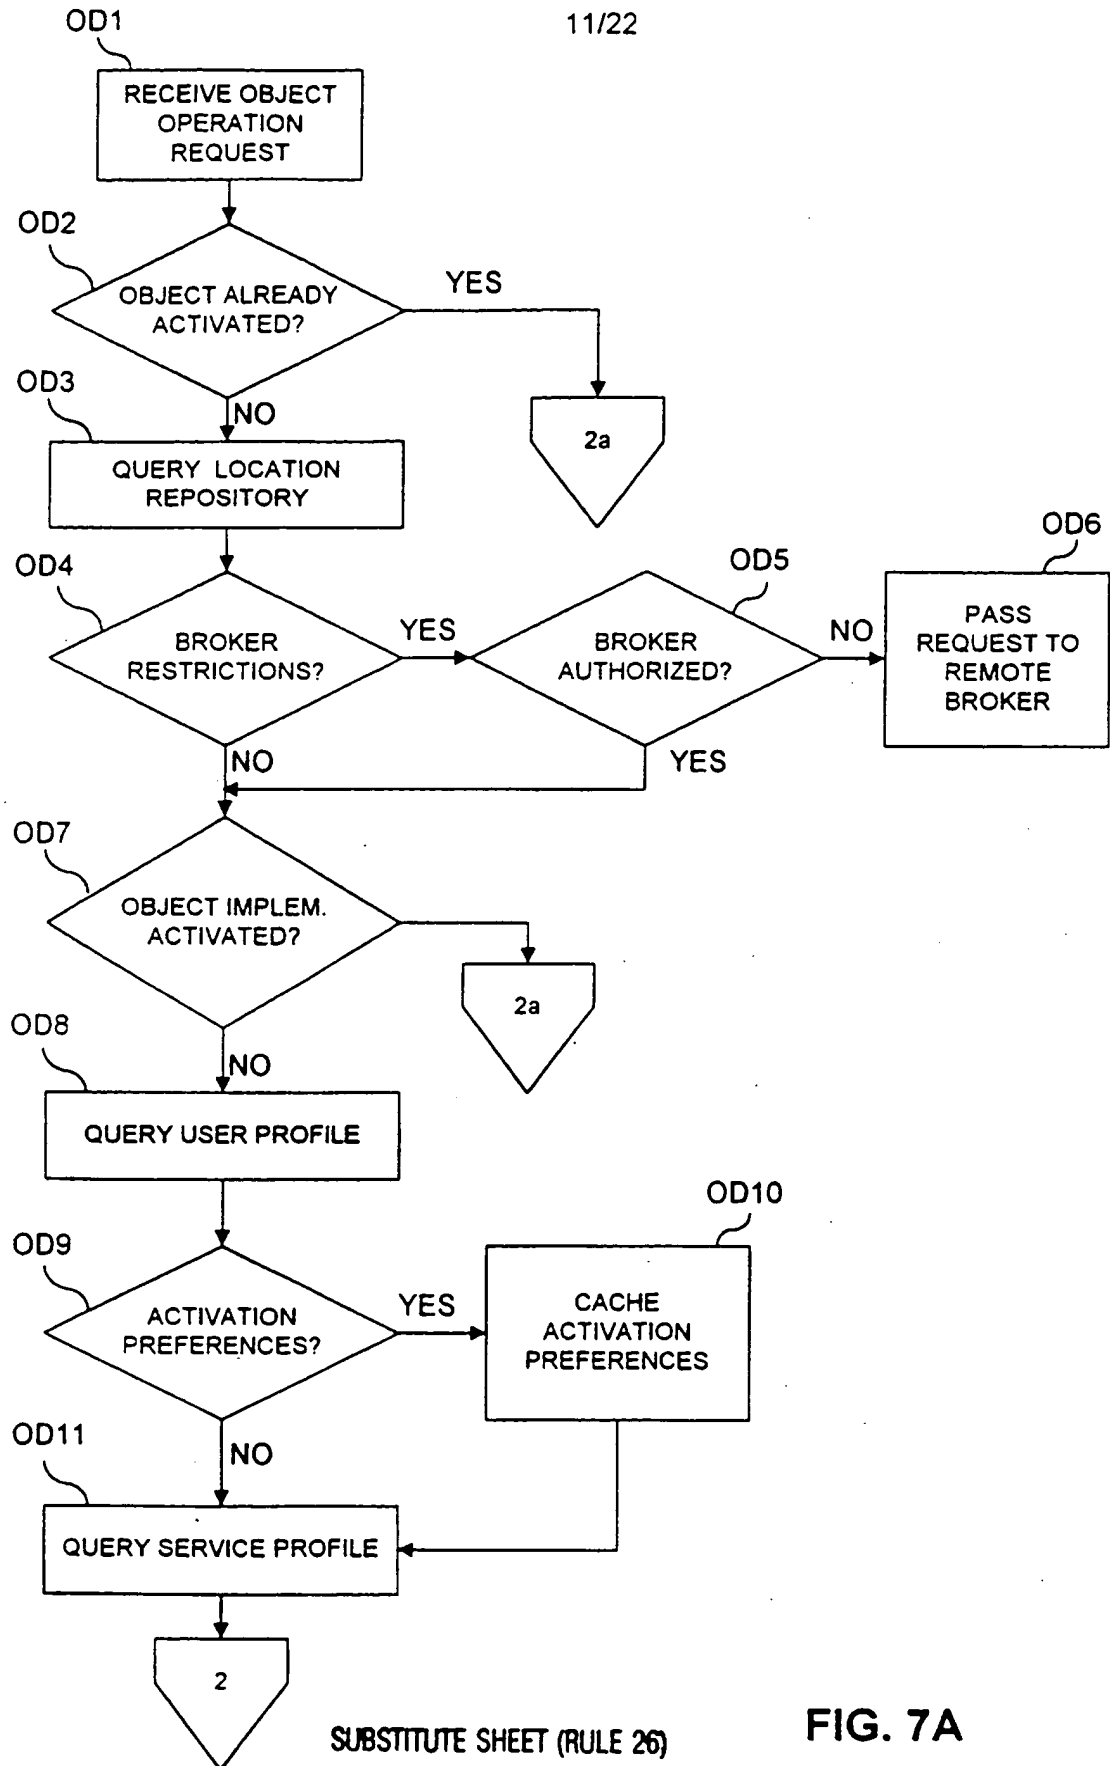 OD1
11/22
RECEIVE OBJECT
OPERATION
REQUEST
OD2
OBJECT ALREADY
ACTIVATED?
YES
2a
NO
OD3
QUERY LOCATION
REPOSITORY
OD4
BROKER
RESTRICTIONS?
YES
OD5
BROKER
AUTHORIZED?
NO
OD6
PASS
REQUEST TO
REMOTE
BROKER
NO
YES
OD7
OBJECT IMPLEM.
ACTIVATED?
2a
NO
OD8
QUERY USER PROFILE
OD9
ACTIVATION
PREFERENCES?
YES
OD10
CACHE
ACTIVATION
PREFERENCES
NO
OD11
QUERY SERVICE PROFILE
2
SUBSTITUTE SHEET (RULE 26)
FIG. 7A